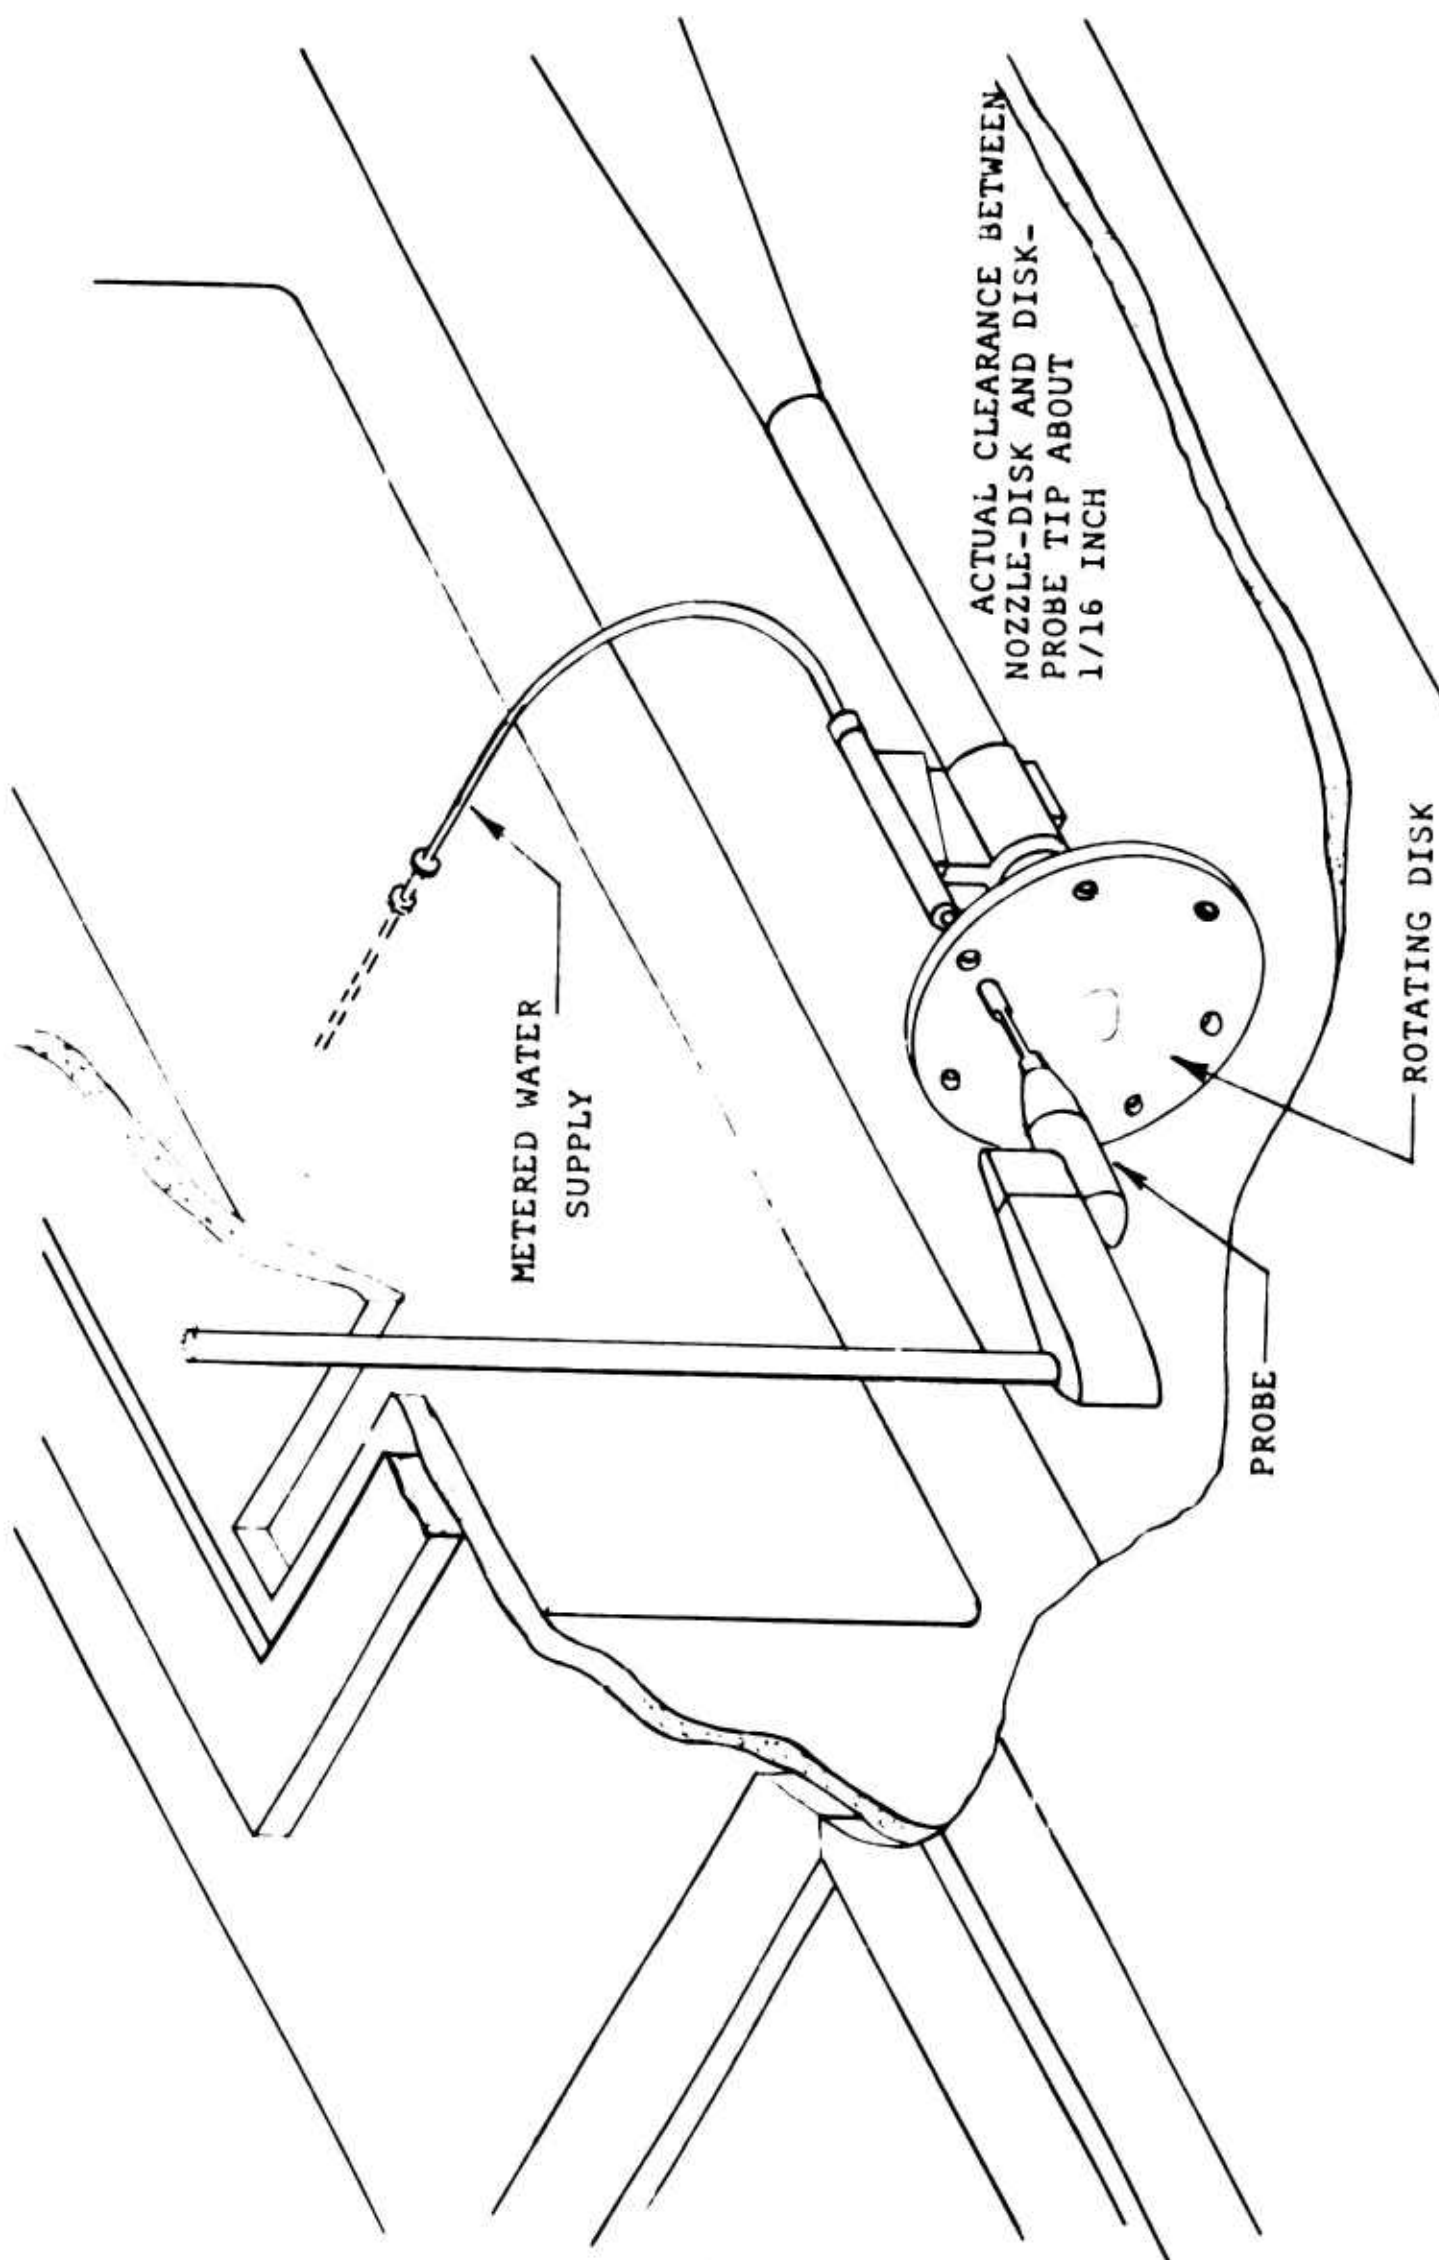 METERED WATER
SUPPLY
ACTUAL CLEARANCE BETWEEN
NOZZLE-DISK AND DISK-
PROBE TIP ABOUT
1/16 INCH
PROBE
ROTATING DISK